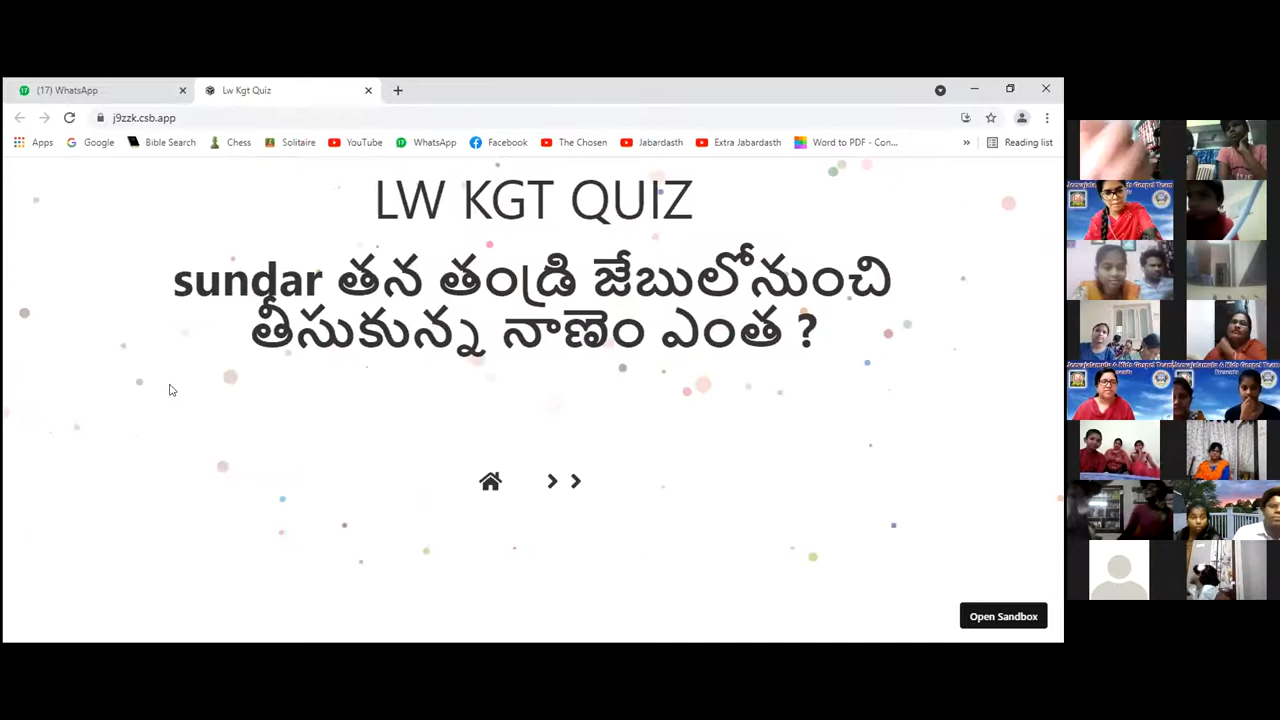 (17) WhatsApp
Lw Kgt Quiz
j9zzk.csb.app
Apps Google Bible Search Chess Solitaire YouTube WhatsApp Facebook The Chosen Jabardasth Extra Jabardasth Word to PDF - Con... » Reading list
LW KGT QUIZ
sundar తన తండ్రి జేబులోనుంచి
తీసుకున్న నాణెం ఎంత ?
Open Sandbox